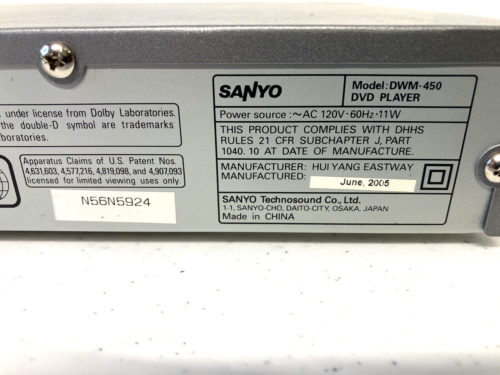 under license from Dolby Laboratories.
the double-D symbol are trademarks
aboratories.
Apparatus Claims of U.S. Patent Nos.
4,631,603, 4,577,216, 4,819,098, and 4,907,093
licensed for limited viewing uses only.
N56N5924
SANYO
Model: DWM-450
DVD PLAYER
Power source : ~AC 120V · 60Hz · 11W
THIS PRODUCT COMPLIES WITH DHHS
RULES 21 CFR SUBCHAPTER J, PART
1040. 10 AT DATE OF MANUFACTURE.
MANUFACTURER: HUI YANG EASTWAY
MANUFACTURED:
June, 2005
SANYO Technosound Co., Ltd.
1-1, SANYO-CHO, DAITO-CITY, OSAKA, JAPAN
Made in CHINA